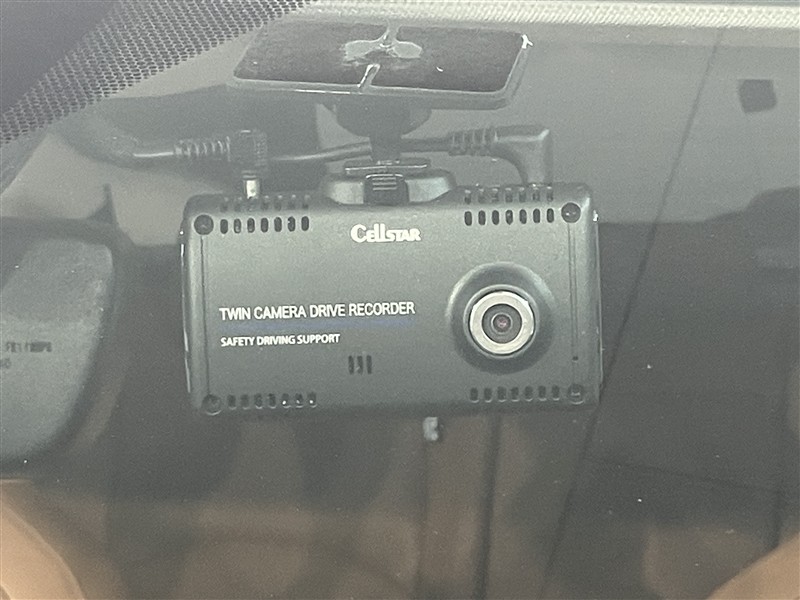 CELLSTAR
TWIN CAMERA DRIVE RECORDER
SAFETY DRIVING SUPPORT